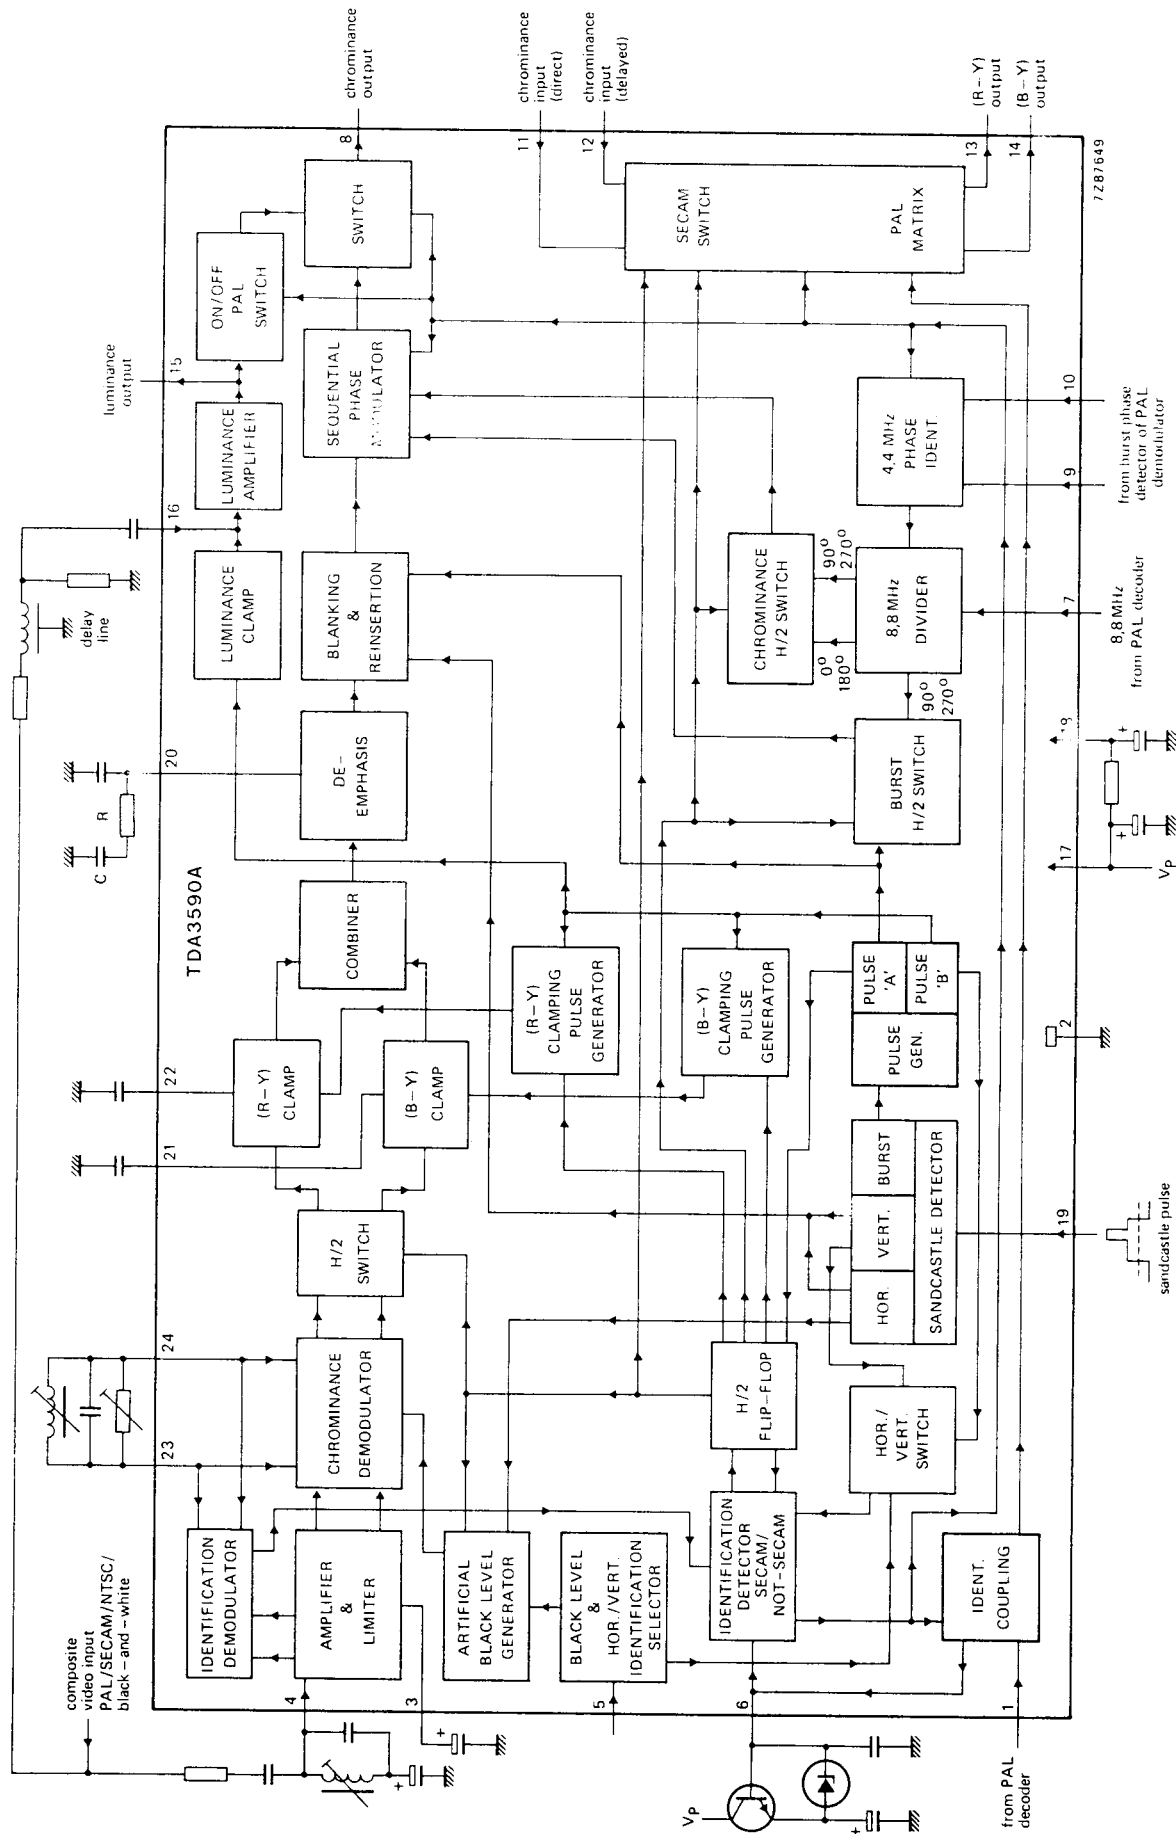 composite
video input
PAL/SECAM/NTSC/
black-and-white
delay
line
luminance
output
chrominance
output
chrominance
input
(direct)
chrominance
input
(delayed)
(R-Y)
output
(B-Y)
output
TDA3590A
C
R
23
24
21
22
20
16
15
8
11
12
13
14
4
3
5
6
1
19
2
17
18
7
9
10
IDENTIFICATION
DEMODULATOR
AMPLIFIER
&
LIMITER
CHROMINANCE
DEMODULATOR
H/2
SWITCH
(R-Y)
CLAMP
(B-Y)
CLAMP
COMBINER
DE-
EMPHASIS
LUMINANCE
CLAMP
BLANKING
&
REINSERTION
LUMINANCE
AMPLIFIER
SEQUENTIAL
PHASE
ON/OFF
PAL
SWITCH
SWITCH
ARTIFICIAL
BLACK LEVEL
GENERATOR
BLACK LEVEL
&
HOR./VERT.
IDENTIFICATION
SELECTOR
IDENTIFICATION
DETECTOR
SECAM/
NOT-SECAM
H/2
FLIP-FLOP
(R-Y)
CLAMPING
PULSE
GENERATOR
(B-Y)
CLAMPING
PULSE
GENERATOR
CHROMINANCE
H/2 SWITCH
0° 90°
180° 270°
SECAM
SWITCH
PAL
MATRIX
HOR./
VERT.
SWITCH
HOR.
VERT.
BURST
SANDCASTLE DETECTOR
PULSE
GEN.
PULSE
'A'
PULSE
'B'
BURST
H/2 SWITCH
90°
270°
8,8 MHz
DIVIDER
4,4 MHz
PHASE
IDENT.
IDENT.
COUPLING
VP
+
+
+
from PAL
decoder
sandcastle pulse
VP
+
+
8,8 MHz
from PAL decoder
from burst phase
detector of PAL
demodulator
7Z87649